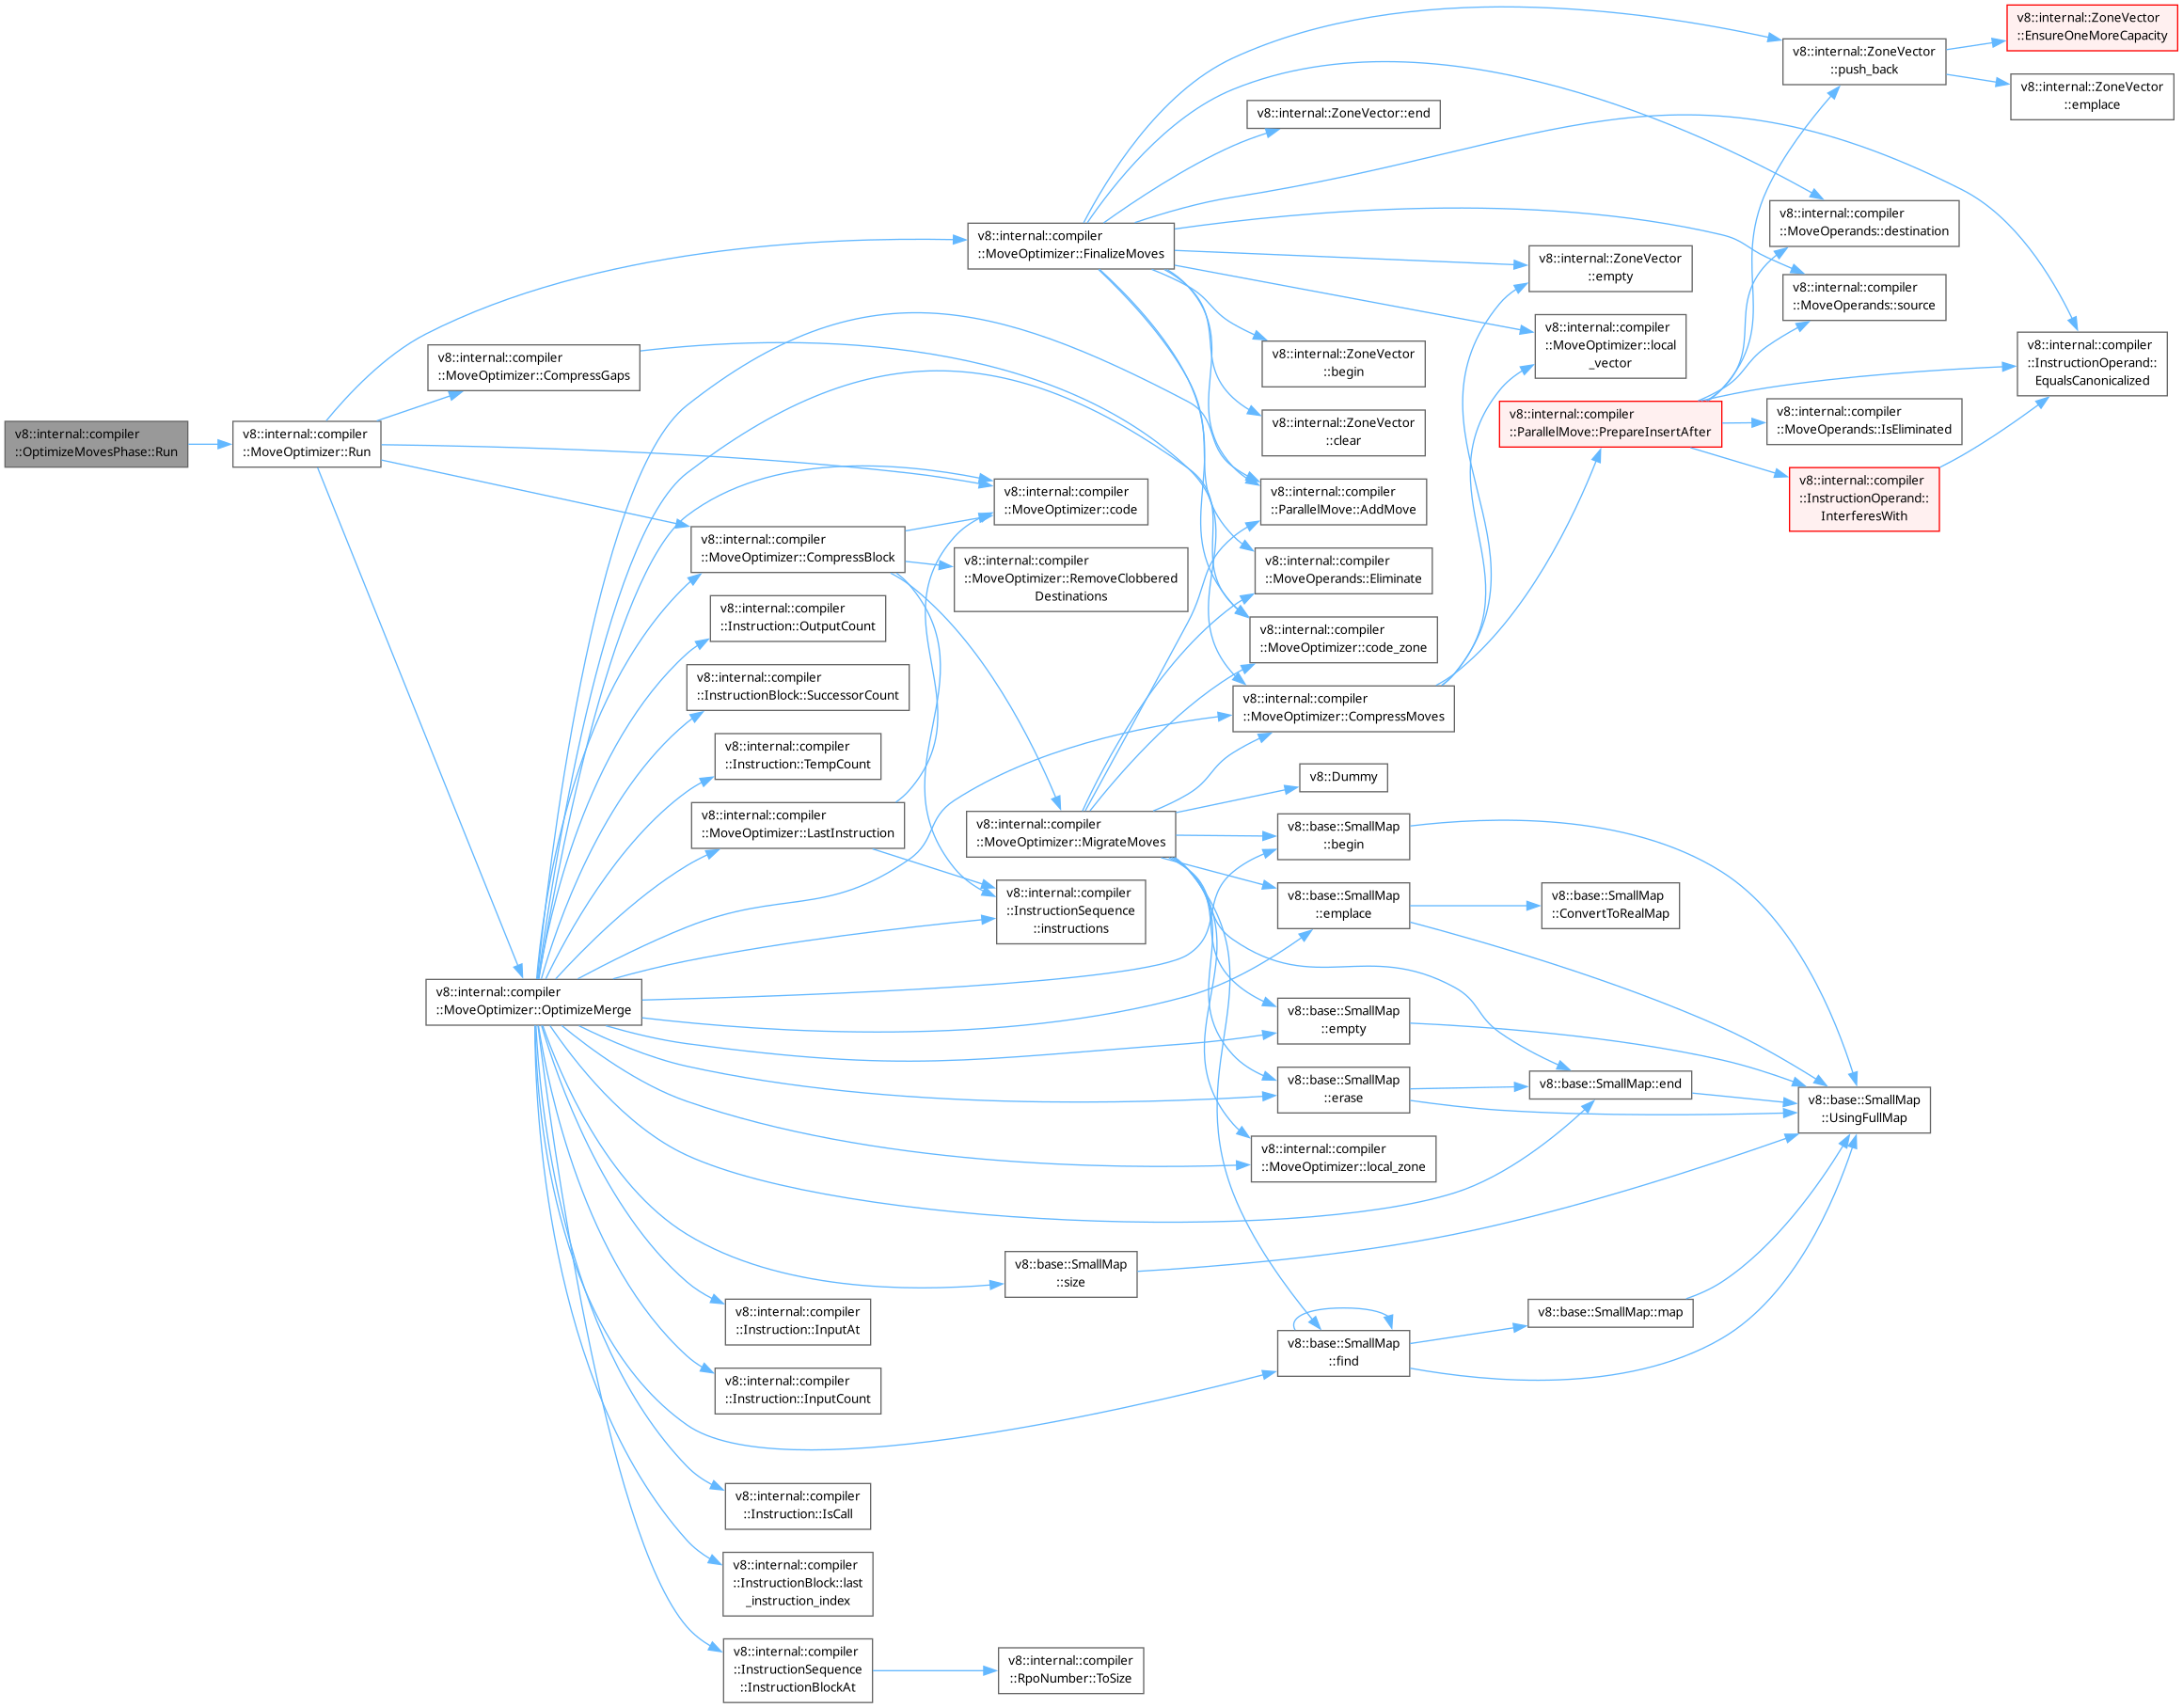 v8::internal::compiler
::OptimizeMovesPhase::Run
v8::internal::compiler
::MoveOptimizer::Run
v8::internal::compiler
::MoveOptimizer::CompressGaps
v8::internal::compiler
::MoveOptimizer::OptimizeMerge
v8::internal::compiler
::MoveOptimizer::CompressBlock
v8::internal::compiler
::Instruction::OutputCount
v8::internal::compiler
::InstructionBlock::SuccessorCount
v8::internal::compiler
::Instruction::TempCount
v8::internal::compiler
::MoveOptimizer::LastInstruction
v8::internal::compiler
::Instruction::InputAt
v8::internal::compiler
::Instruction::InputCount
v8::internal::compiler
::Instruction::IsCall
v8::internal::compiler
::InstructionBlock::last
_instruction_index
v8::internal::compiler
::InstructionSequence
::InstructionBlockAt
v8::internal::compiler
::MoveOptimizer::FinalizeMoves
v8::internal::compiler
::MoveOptimizer::code
v8::internal::compiler
::MoveOptimizer::RemoveClobbered
Destinations
v8::internal::compiler
::MoveOptimizer::MigrateMoves
v8::internal::compiler
::InstructionSequence
::instructions
v8::base::SmallMap
::size
v8::internal::compiler
::RpoNumber::ToSize
v8::internal::ZoneVector::end
v8::internal::ZoneVector
::begin
v8::internal::ZoneVector
::clear
v8::internal::compiler
::ParallelMove::AddMove
v8::internal::compiler
::MoveOperands::Eliminate
v8::internal::compiler
::MoveOptimizer::code_zone
v8::internal::compiler
::MoveOptimizer::CompressMoves
v8::Dummy
v8::base::SmallMap
::begin
v8::base::SmallMap
::emplace
v8::base::SmallMap
::empty
v8::base::SmallMap
::erase
v8::internal::compiler
::MoveOptimizer::local_zone
v8::base::SmallMap
::find
v8::internal::ZoneVector
::empty
v8::internal::compiler
::MoveOptimizer::local
_vector
v8::internal::compiler
::ParallelMove::PrepareInsertAfter
v8::base::SmallMap
::ConvertToRealMap
v8::base::SmallMap::end
v8::base::SmallMap::map
v8::internal::ZoneVector
::push_back
v8::internal::compiler
::MoveOperands::destination
v8::internal::compiler
::MoveOperands::source
v8::internal::compiler
::MoveOperands::IsEliminated
v8::internal::compiler
::InstructionOperand::
InterferesWith
v8::base::SmallMap
::UsingFullMap
v8::internal::ZoneVector
::EnsureOneMoreCapacity
v8::internal::ZoneVector
::emplace
v8::internal::compiler
::InstructionOperand::
EqualsCanonicalized